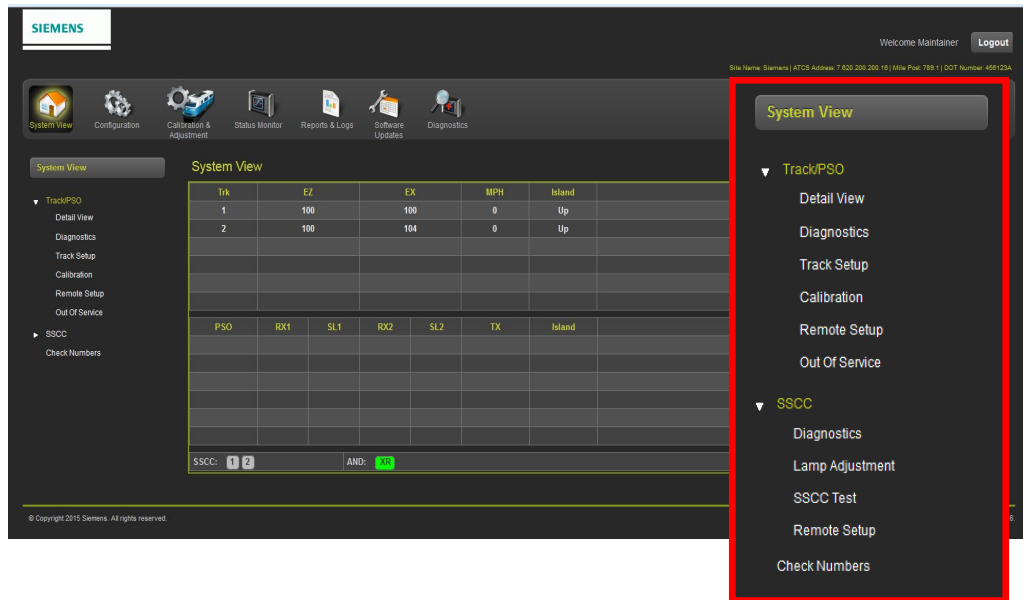 SIEMENS
Welcome Maintainer Logout
Site Name: Siemens | ATCS Address: 7.620.200.200.16 | Mile Post: 789.1 | DOT Number: 456123A
System View
Configuration
Calibration &
Adjustment
Status Monitor
Reports & Logs
Software
Updates
Diagnostics
System View
Track/PSO
Detail View
Diagnostics
Track Setup
Calibration
Remote Setup
Out Of Service
SSCC
Check Numbers
System View
Trk EZ EX MPH Island
1 100 100 0 Up
2 100 104 0 Up
PSO RX1 SL1 RX2 SL2 TX Island
SSCC: 1 2 AND: XR
© Copyright 2015 Siemens. All rights reserved.
6.
System View
Track/PSO
Detail View
Diagnostics
Track Setup
Calibration
Remote Setup
Out Of Service
SSCC
Diagnostics
Lamp Adjustment
SSCC Test
Remote Setup
Check Numbers